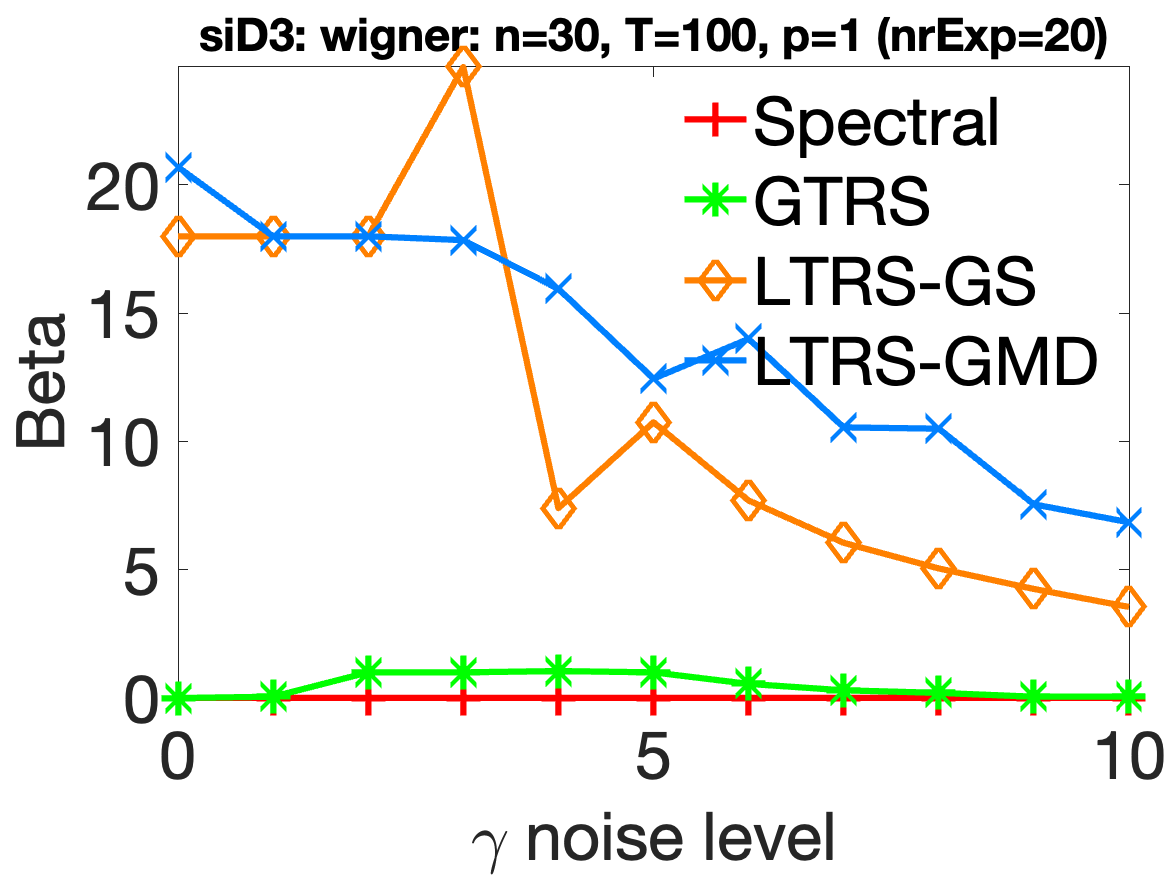 siD3: wigner: n=30, T=100, p=1 (nrExp=20)
Spectral
GTRS
LTRS-GS
LTRS-GMD
Beta
20
15
10
5
0
0 5 10
γ noise level